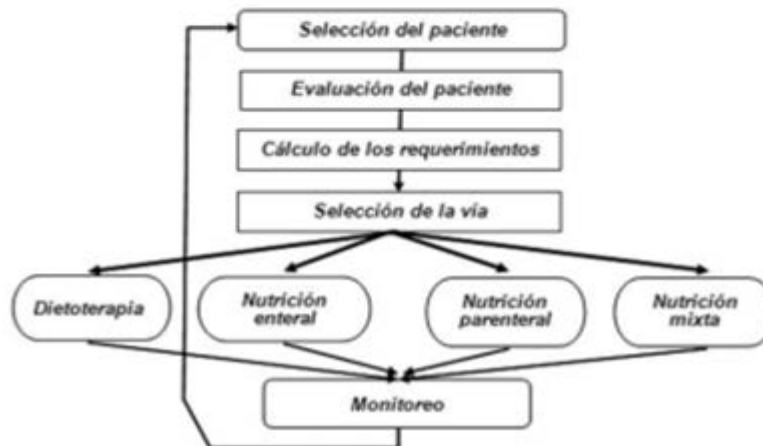 Selección del paciente
Evaluación del paciente
Cálculo de los requerimientos
Selección de la vía
Dietoterapia
Nutrición
enteral
Nutrición
parenteral
Nutrición
mixta
Monitoreo